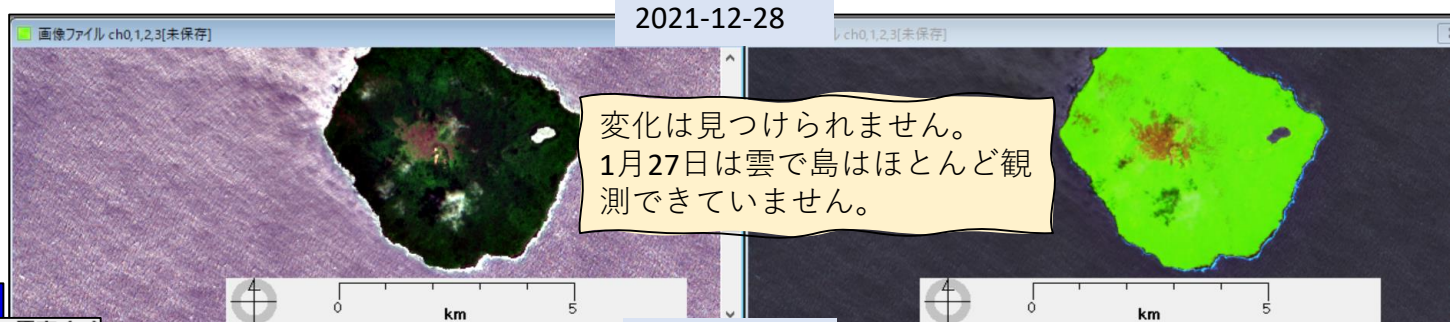 2021-12-28
画像ファイル ch0,1,2,3[未保存]
ch0,1,2,3[未保存]
変化は見つけられません。
1月27日は雲で島はほとんど観
測できていません。
0 5
km
0 5
km